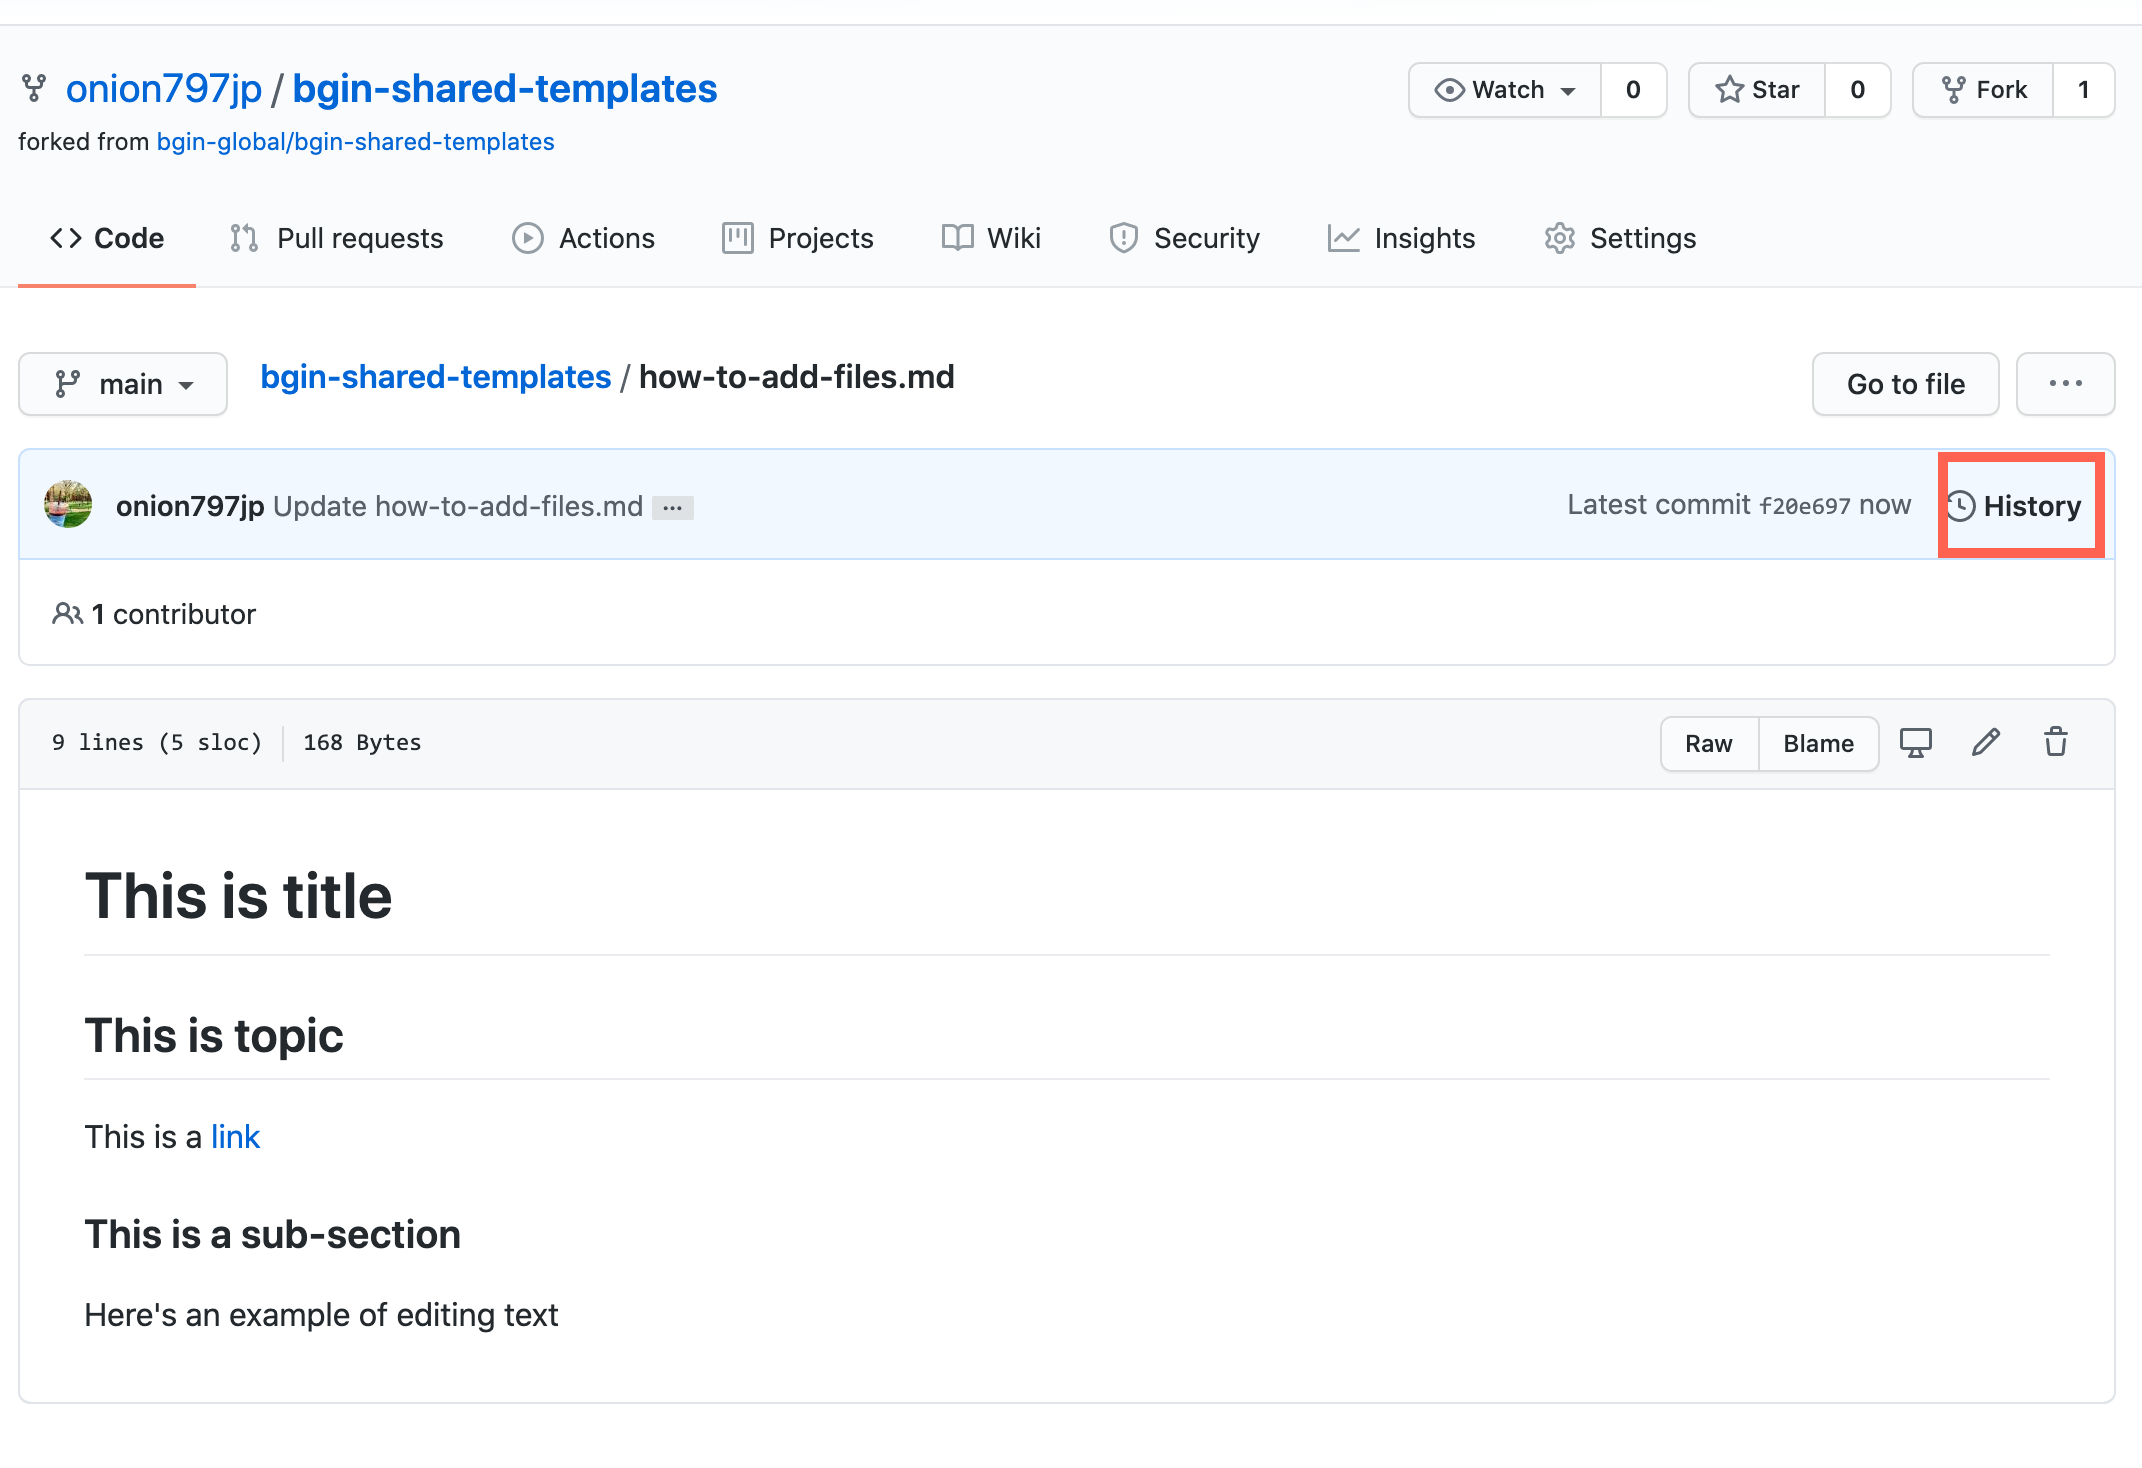 onion797jp / bgin-shared-templates
Watch 0 Star 0 Fork 1
forked from bgin-global/bgin-shared-templates
Code Pull requests Actions Projects Wiki Security Insights Settings
main bgin-shared-templates / how-to-add-files.md Go to file ...
onion797jp Update how-to-add-files.md ... Latest commit f20e697 now History
1 contributor
9 lines (5 sloc) 168 Bytes Raw Blame
This is title
This is topic
This is a link
This is a sub-section
Here's an example of editing text